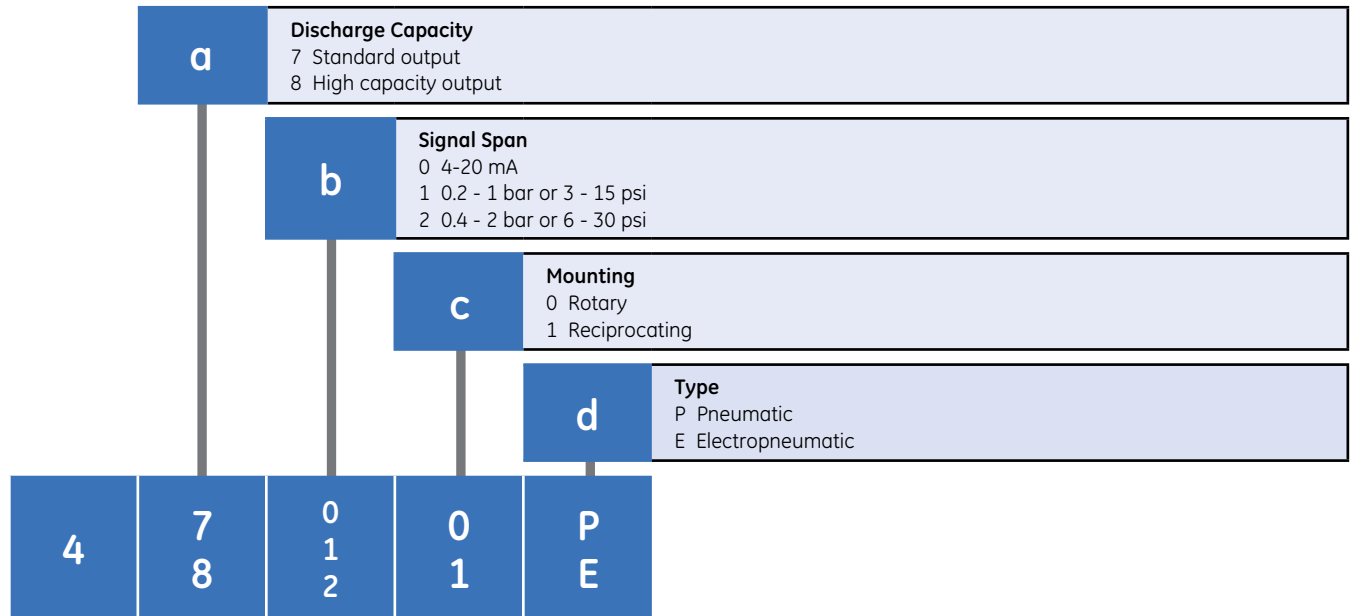 a
Discharge Capacity
7 Standard output
8 High capacity output
b
Signal Span
0 4-20 mA
1 0.2 - 1 bar or 3 - 15 psi
2 0.4 - 2 bar or 6 - 30 psi
c
Mounting
0 Rotary
1 Reciprocating
d
Type
P Pneumatic
E Electropneumatic
4
7
8
0
1
2
0
1
P
E